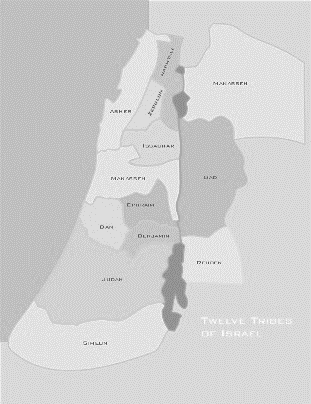 Naphtali
Manasseh
Zebulun
Asher
Issachar
Manasseh
Gad
Ephraim
Dan
Benjamin
Reuben
Judah
Twelve Tribes
of Israel
Simeon